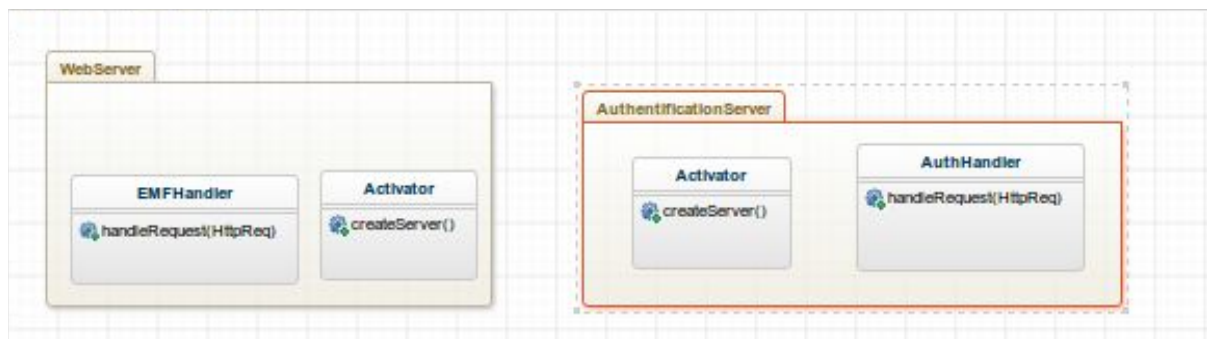 WebServer
EMFHandler
handleRequest(HttpReq)
Activator
createServer()
AuthentificationServer
Activator
createServer()
AuthHandler
handleRequest(HttpReq)